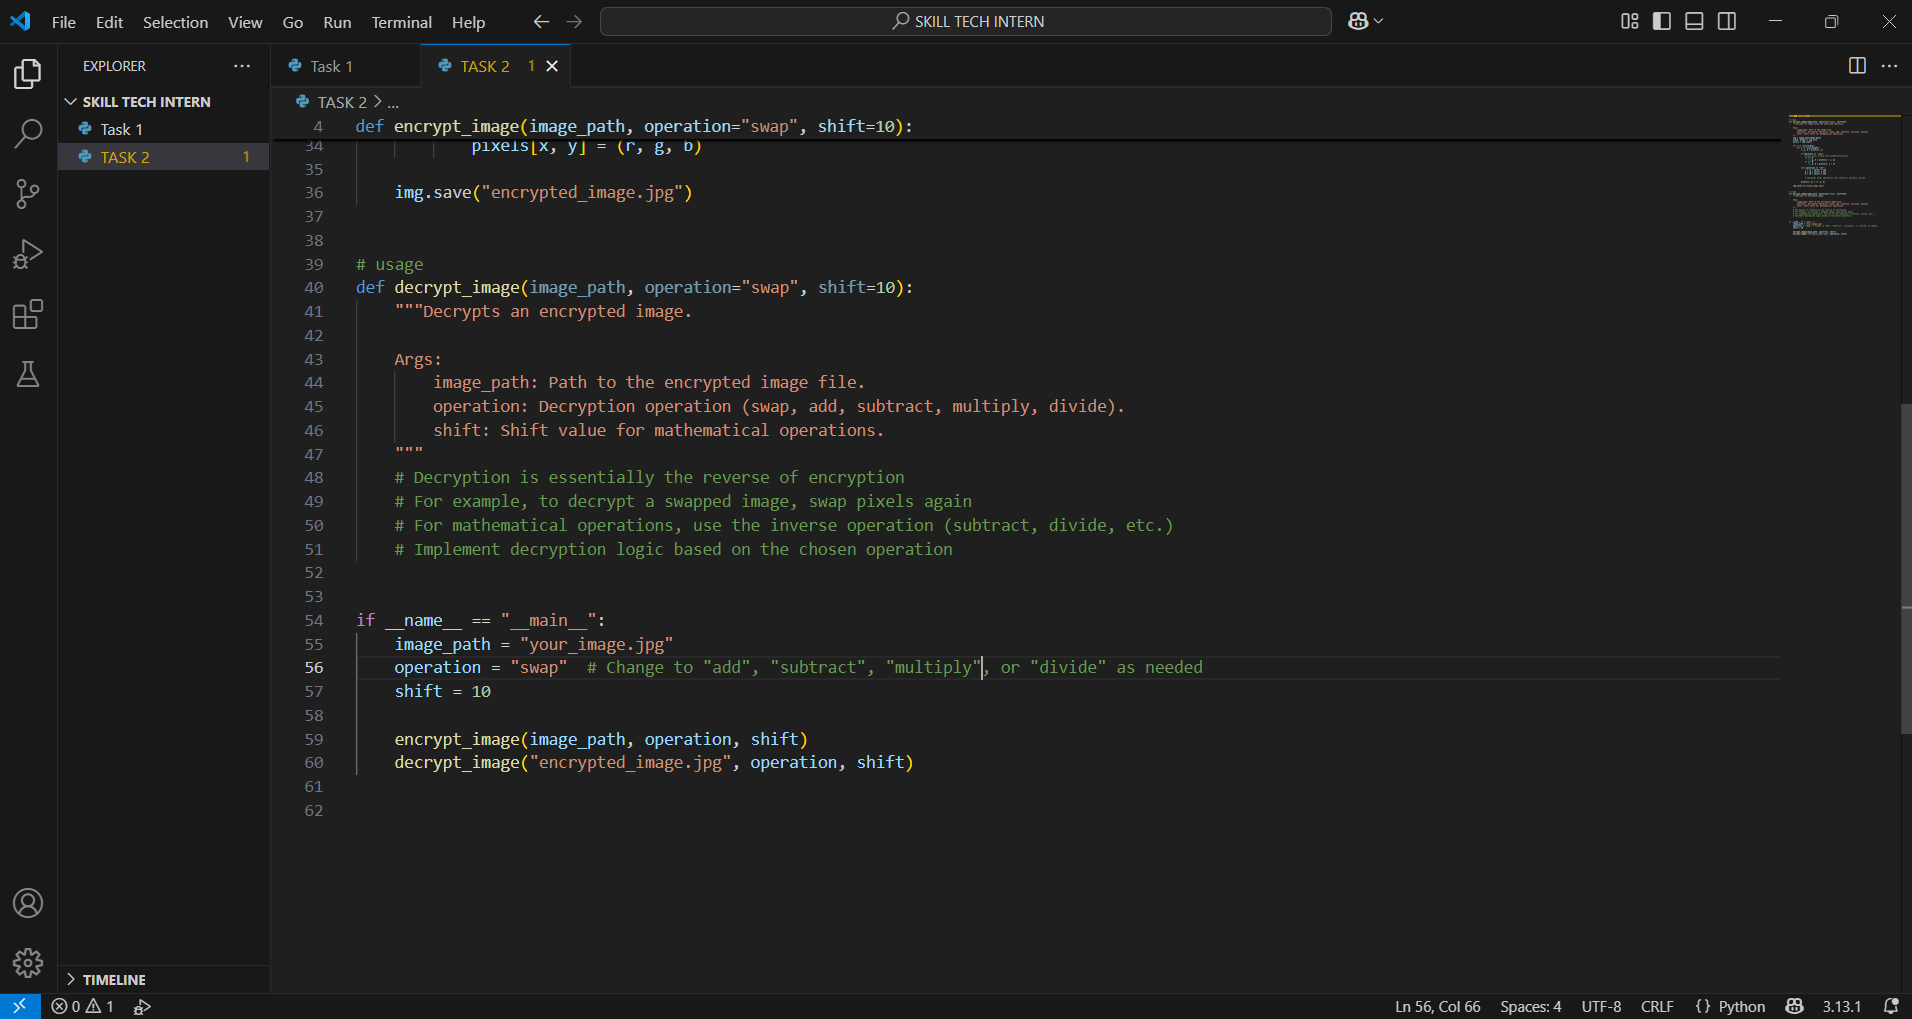 File Edit Selection View Go Run Terminal Help
SKILL TECH INTERN
EXPLORER
SKILL TECH INTERN
Task 1
TASK 2 1
TIMELINE
Task 1
TASK 2 1
TASK 2 > ...
4 def encrypt_image(image_path, operation="swap", shift=10):
34 pixels[x, y] = (r, g, b)
35
36 img.save("encrypted_image.jpg")
37
38
39 # usage
40 def decrypt_image(image_path, operation="swap", shift=10):
41 """Decrypts an encrypted image.
42
43 Args:
44 image_path: Path to the encrypted image file.
45 operation: Decryption operation (swap, add, subtract, multiply, divide).
46 shift: Shift value for mathematical operations.
47 """
48 # Decryption is essentially the reverse of encryption
49 # For example, to decrypt a swapped image, swap pixels again
50 # For mathematical operations, use the inverse operation (subtract, divide, etc.)
51 # Implement decryption logic based on the chosen operation
52
53
54 if __name__ == "__main__":
55 image_path = "your_image.jpg"
56 operation = "swap" # Change to "add", "subtract", "multiply", or "divide" as needed
57 shift = 10
58
59 encrypt_image(image_path, operation, shift)
60 decrypt_image("encrypted_image.jpg", operation, shift)
61
62
0 1
Ln 56, Col 66 Spaces: 4 UTF-8 CRLF {} Python 3.13.1